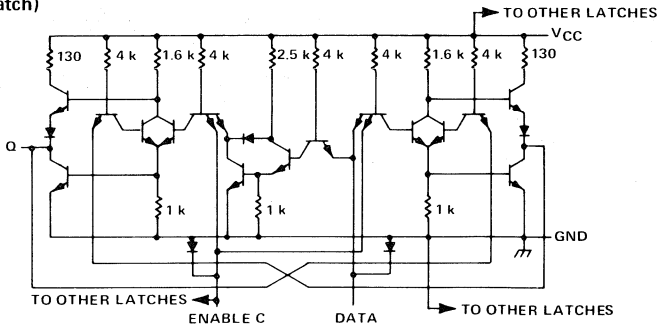 atch)
TO OTHER LATCHES
VCC
130
4 k
1.6 k
4 k
2.5 k
4 k
4 k
1.6 k
4 k
130
Q
1 k
1 k
1 k
GND
TO OTHER LATCHES
ENABLE C
DATA
TO OTHER LATCHES